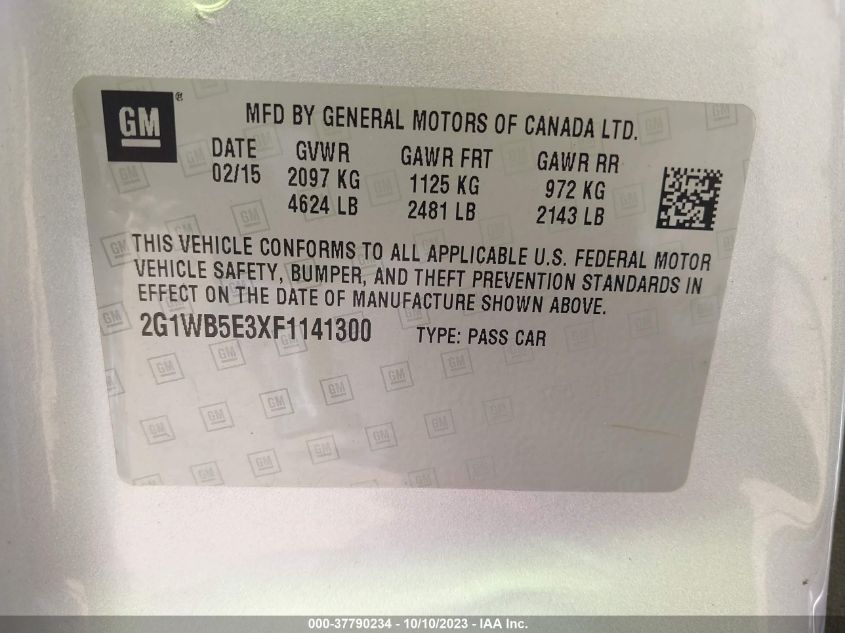 GM®
MFD BY GENERAL MOTORS OF CANADA LTD.
DATE GVWR GAWR FRT GAWR RR
02/15 2097 KG 1125 KG 972 KG
4624 LB 2481 LB 2143 LB
THIS VEHICLE CONFORMS TO ALL APPLICABLE U.S. FEDERAL MOTOR
VEHICLE SAFETY, BUMPER, AND THEFT PREVENTION STANDARDS IN
EFFECT ON THE DATE OF MANUFACTURE SHOWN ABOVE.
2G1WB5E3XF1141300 TYPE: PASS CAR
000-37790234 - 10/10/2023 - IAA Inc.